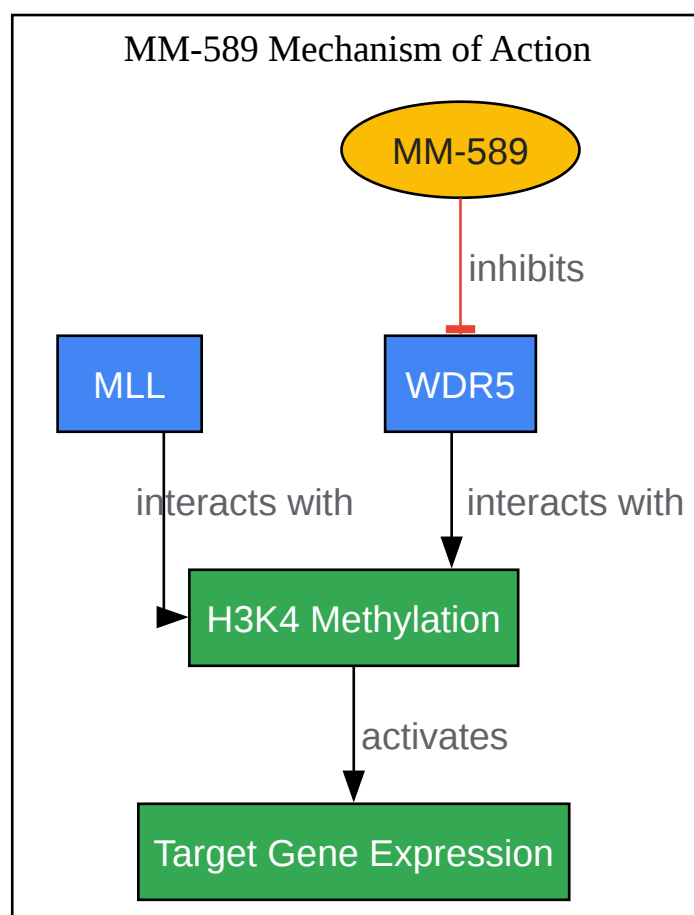 MM-589 Mechanism of Action
MM-589
inhibits
MLL
WDR5
interacts with
interacts with
H3K4 Methylation
activates
Target Gene Expression